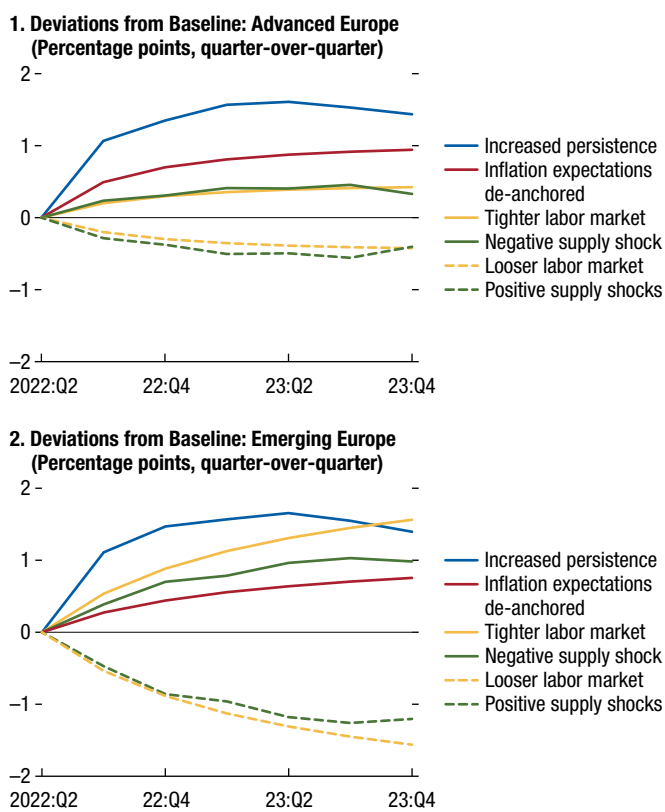 1. Deviations from Baseline: Advanced Europe
(Percentage points, quarter-over-quarter)
2
1
0
–1
–2
2022:Q2
22:Q4
23:Q2
23:Q4
Increased persistence
Inflation expectations
de-anchored
Tighter labor market
Negative supply shock
Looser labor market
Positive supply shocks
2. Deviations from Baseline: Emerging Europe
(Percentage points, quarter-over-quarter)
2
1
0
–1
–2
2022:Q2
22:Q4
23:Q2
23:Q4
Increased persistence
Inflation expectations
de-anchored
Tighter labor market
Negative supply shock
Looser labor market
Positive supply shocks